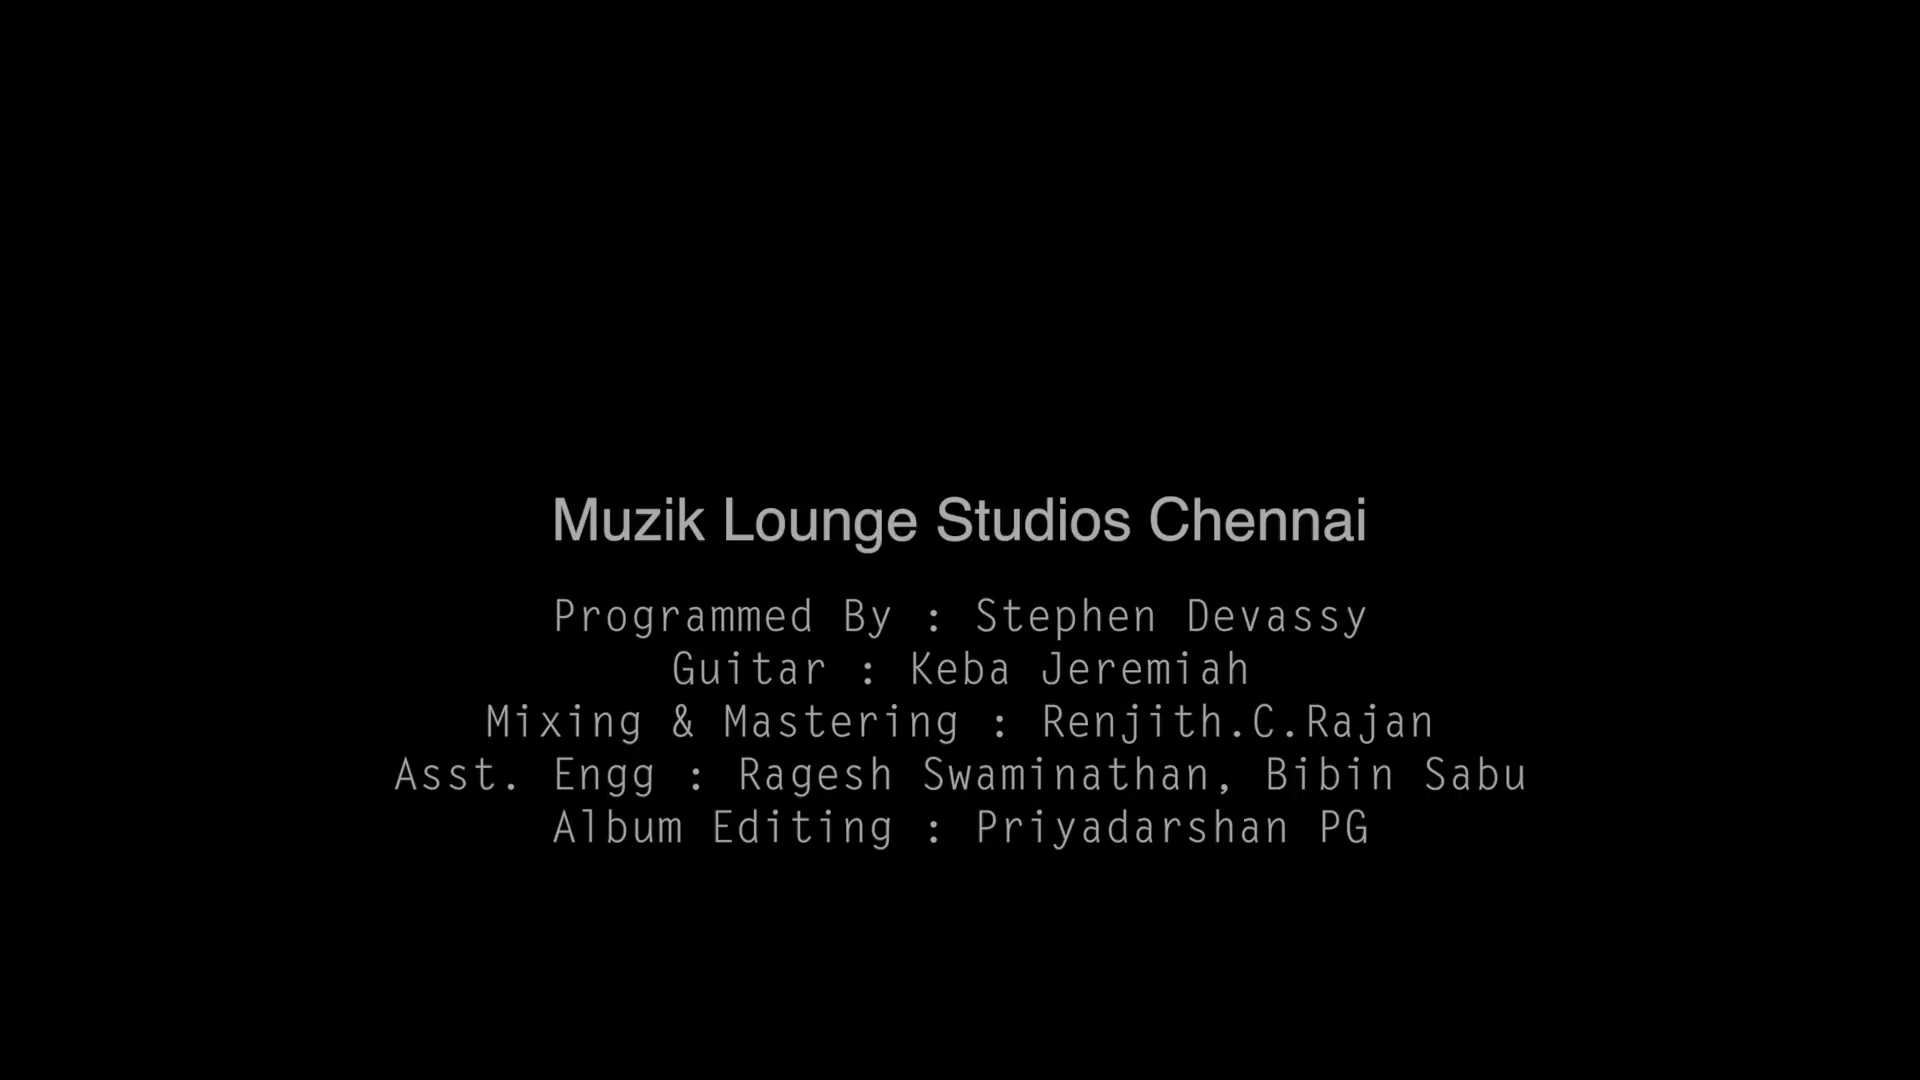 Muzik Lounge Studios Chennai
Programmed By : Stephen Devassy
Guitar : Keba Jeremiah
Mixing & Mastering : Renjith.C.Rajan
Asst. Engg : Ragesh Swaminathan, Bibin Sabu
Album Editing : Priyadarshan PG